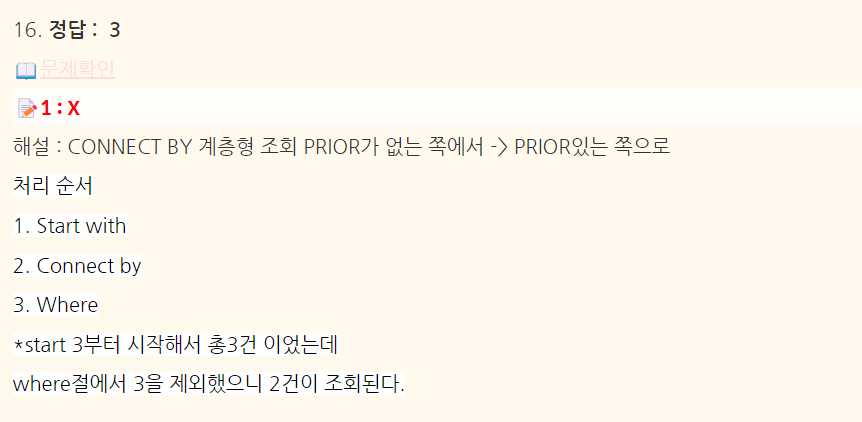 16. 정답 : 3
문제확인
1 : X
해설 : CONNECT BY 계층형 조회 PRIOR가 없는 쪽에서 -> PRIOR있는 쪽으로
처리 순서
1. Start with
2. Connect by
3. Where
*start 3부터 시작해서 총3건 이었는데
where절에서 3을 제외했으니 2건이 조회된다.